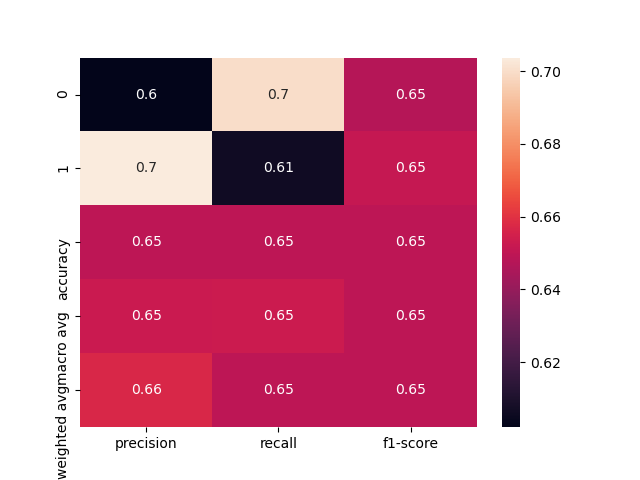 0 0.6 0.7 0.65
1 0.7 0.61 0.65
accuracy 0.65 0.65 0.65
macro avg 0.65 0.65 0.65
weighted avg 0.66 0.65 0.65
precision recall f1-score
0.70
0.68
0.66
0.64
0.62